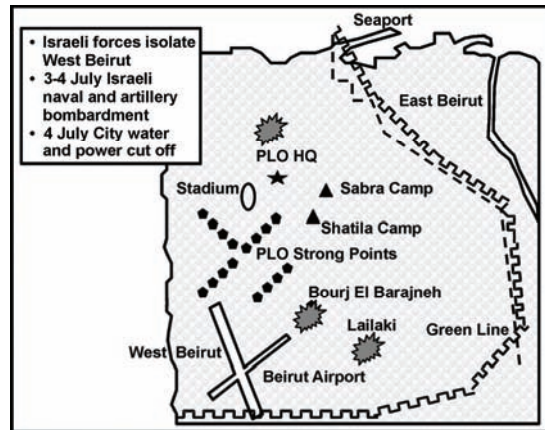 Seaport
• Israeli forces isolate
West Beirut
• 3-4 July Israeli
naval and artillery
bombardment
• 4 July City water
and power cut off
East Beirut
PLO HQ
Stadium
Sabra Camp
Shatila Camp
PLO Strong Points
Bourj El Barajneh
Lailaki
Green Line
West Beirut
Beirut Airport